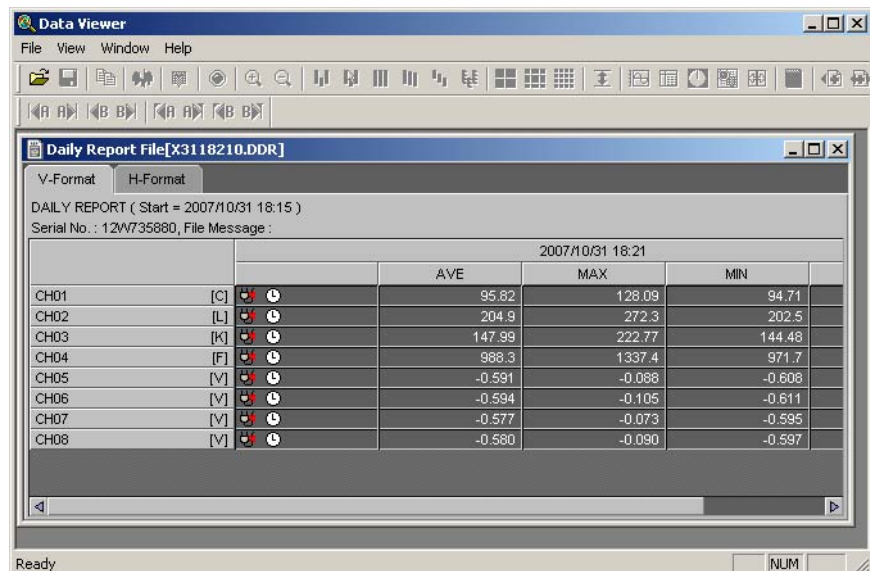 Data Viewer
File View Window Help
Daily Report File[X3118210.DDR]
V-Format H-Format
DAILY REPORT ( Start = 2007/10/31 18:15 )
Serial No. : 12W735880, File Message :
2007/10/31 18:21
AVE MAX MIN
CH01 [C] 95.82 128.09 94.71
CH02 [L] 204.9 272.3 202.5
CH03 [K] 147.99 222.77 144.48
CH04 [F] 988.3 1337.4 971.7
CH05 [V] -0.591 -0.088 -0.608
CH06 [V] -0.594 -0.105 -0.611
CH07 [V] -0.577 -0.073 -0.595
CH08 [V] -0.580 -0.090 -0.597
Ready NUM